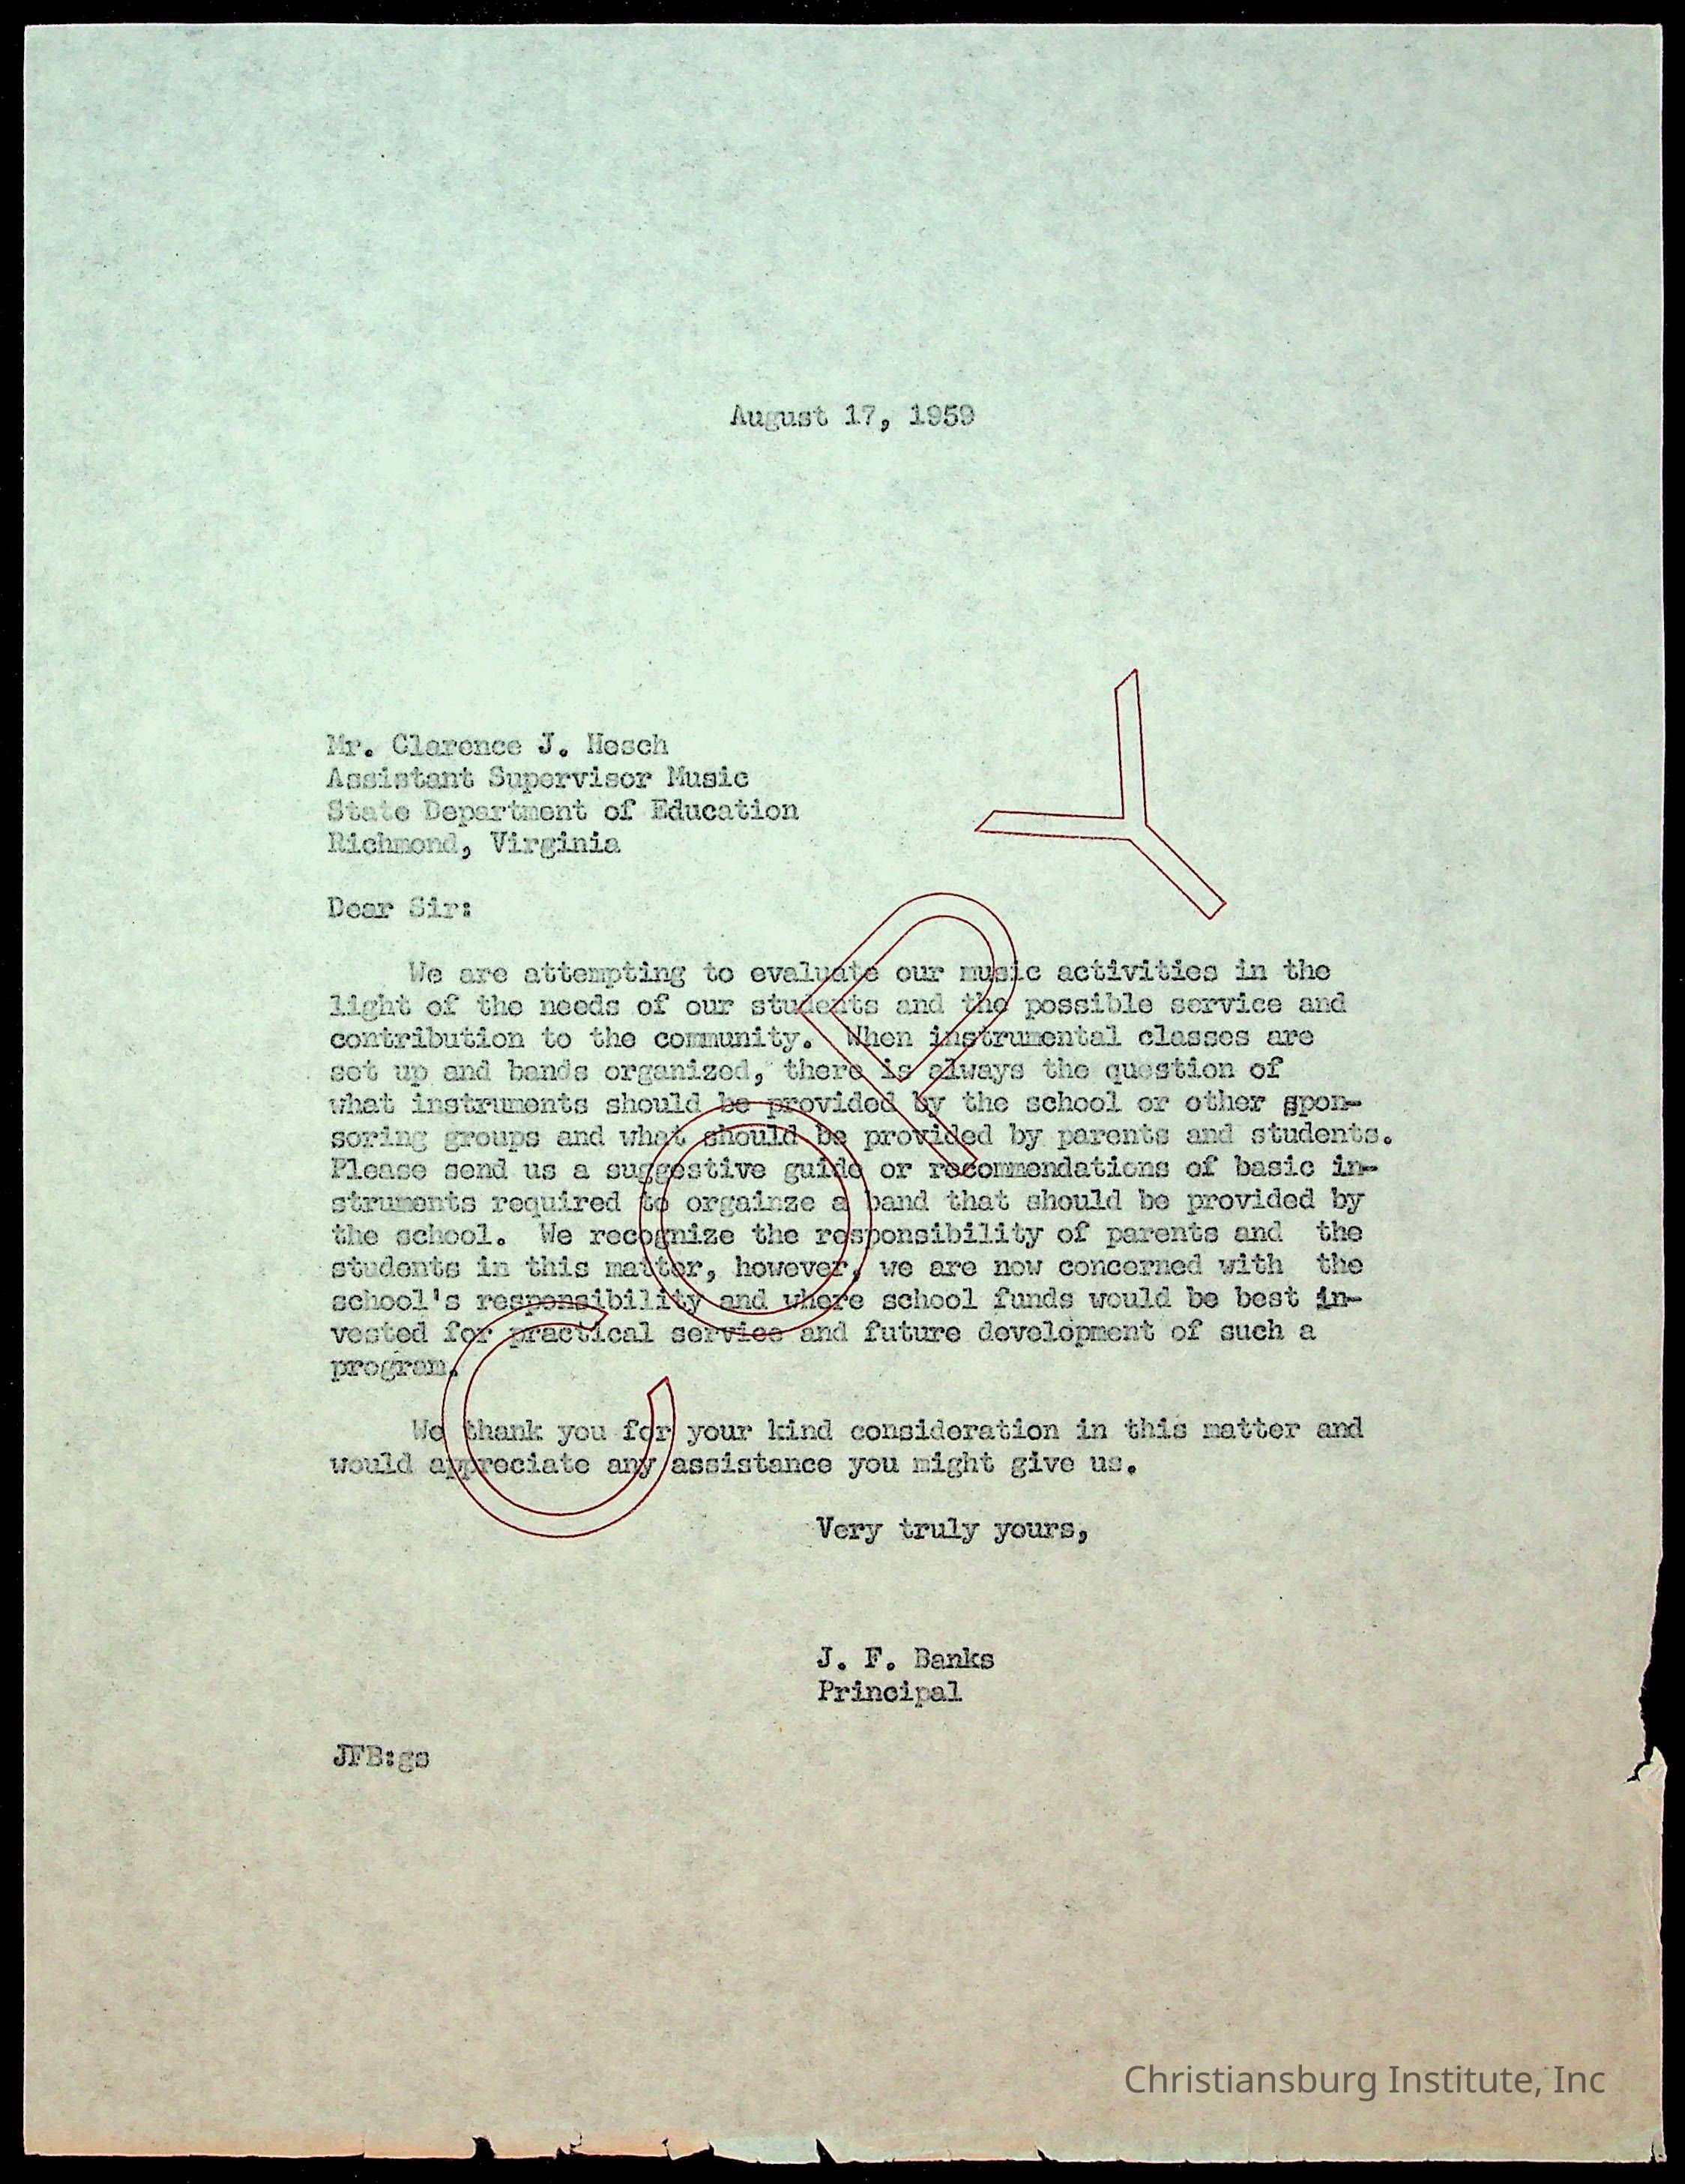 August 17, 1959
Mr. Clarence J. Hesch
Assistant Supervisor Music
State Department of Education
Richmond, Virginia
Dear Sir:
We are attempting to evaluate our music activities in the
light of the needs of our students and the possible service and
contribution to the community. When instrumental classes are
set up and bands organized, there is always the question of
what instruments should be provided by the school or other spon-
soring groups and what should be provided by parents and students.
Please send us a suggestive guide or recommendations of basic in-
struments required to orgainze a band that should be provided by
the school. We recognize the responsibility of parents and the
students in this matter, however, we are now concerned with the
school's responsibility and where school funds would be best in-
vested for practical service and future development of such a
program.
We thank you for your kind consideration in this matter and
would appreciate any assistance you might give us.
Very truly yours,
J. F. Banks
Principal
JFB:gs
COPY
Christiansburg Institute, Inc